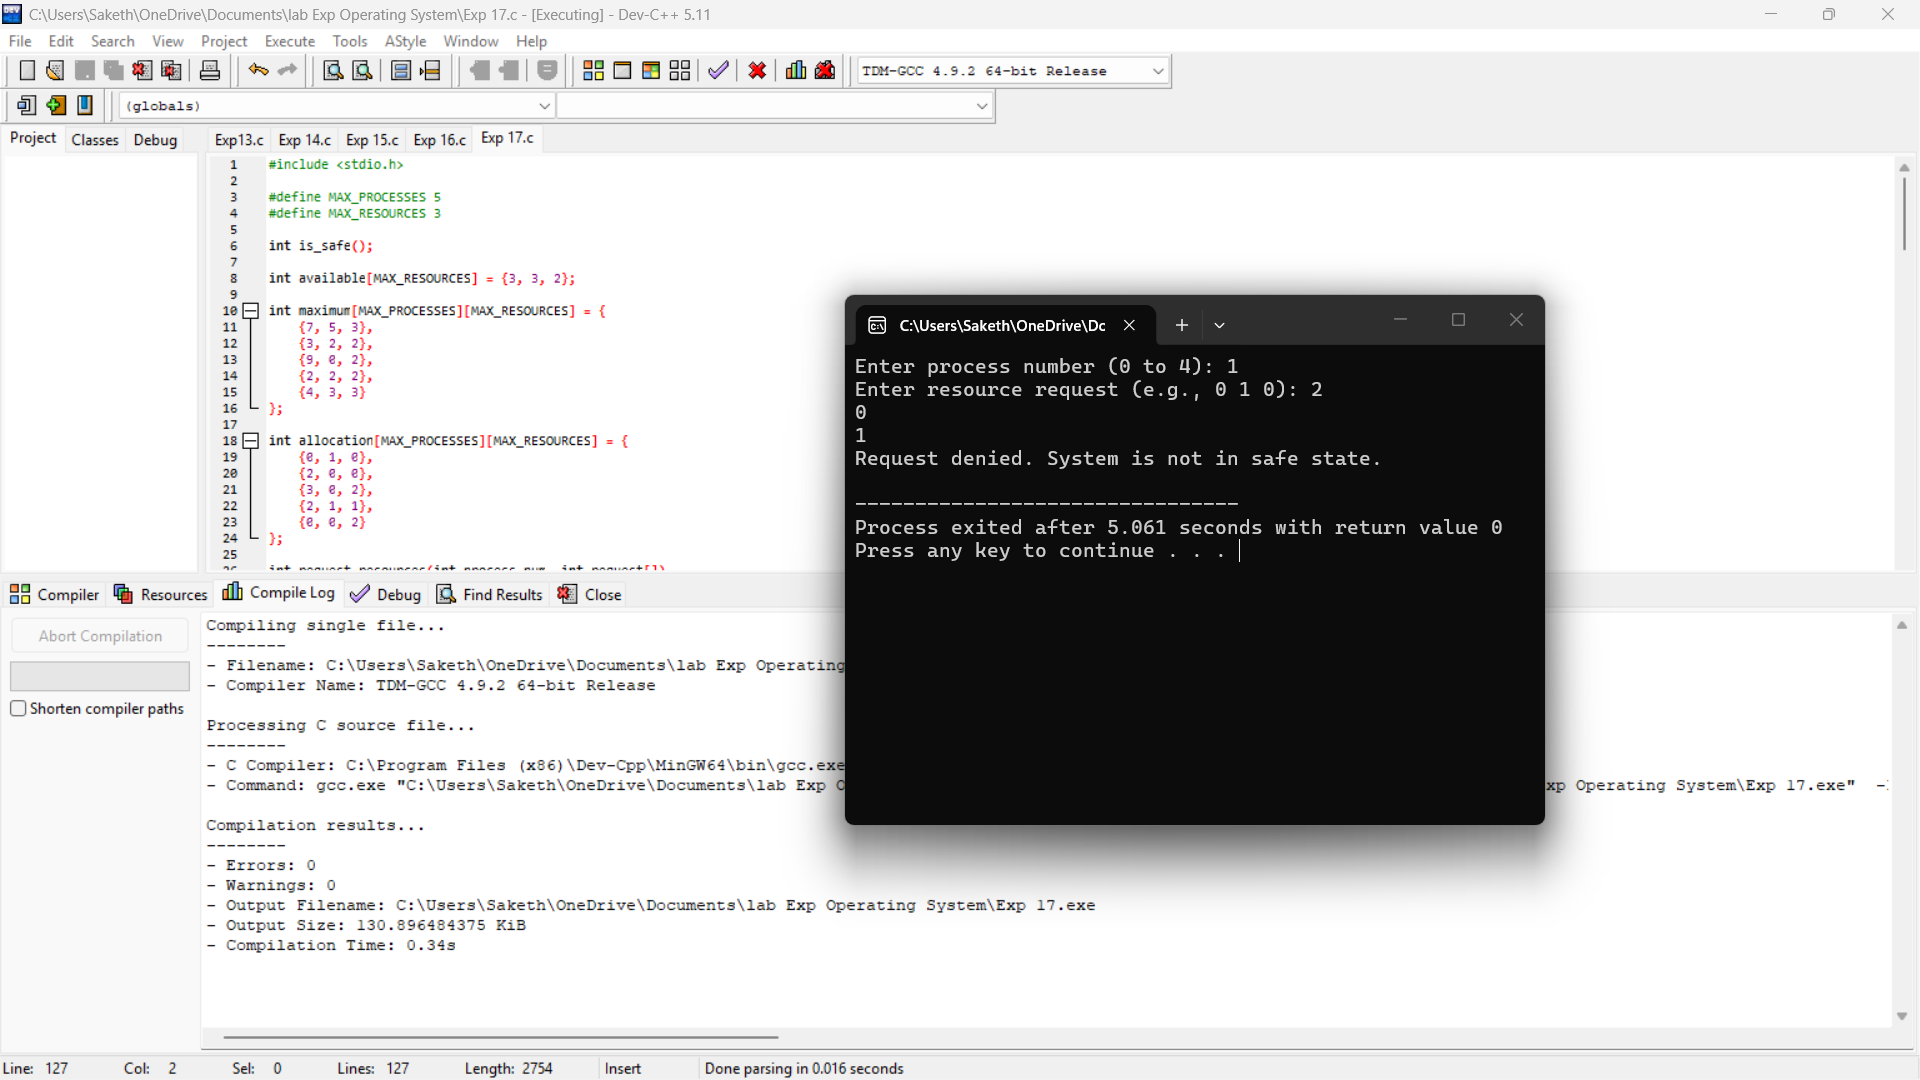 C:\Users\Saketh\OneDrive\Documents\lab Exp Operating System\Exp 17.c - [Executing] - Dev-C++ 5.11
File Edit Search View Project Execute Tools AStyle Window Help
TDM-GCC 4.9.2 64-bit Release
(globals)
Project Classes Debug Exp13.c Exp 14.c Exp 15.c Exp 16.c Exp 17.c
1 #include <stdio.h>
2
3 #define MAX_PROCESSES 5
4 #define MAX_RESOURCES 3
5
6 int is_safe();
7
8 int available[MAX_RESOURCES] = {3, 3, 2};
9
10 int maximum[MAX_PROCESSES][MAX_RESOURCES] = {
11 {7, 5, 3},
12 {3, 2, 2},
13 {9, 0, 2},
14 {2, 2, 2},
15 {4, 3, 3}
16 };
17
18 int allocation[MAX_PROCESSES][MAX_RESOURCES] = {
19 {0, 1, 0},
20 {2, 0, 0},
21 {3, 0, 2},
22 {2, 1, 1},
23 {0, 0, 2}
24 };
25
26 int request_resources(int process_num, int request[])
C:\Users\Saketh\OneDrive\Dc
Enter process number (0 to 4): 1
Enter resource request (e.g., 0 1 0): 2
0
1
Request denied. System is not in safe state.
--------------------------------
Process exited after 5.061 seconds with return value 0
Press any key to continue . . .
Compiler Resources Compile Log Debug Find Results Close
Abort Compilation
Shorten compiler paths
Compiling single file...
--------
- Filename: C:\Users\Saketh\OneDrive\Documents\lab Exp Operating
- Compiler Name: TDM-GCC 4.9.2 64-bit Release
Processing C source file...
--------
- C Compiler: C:\Program Files (x86)\Dev-Cpp\MinGW64\bin\gcc.exe
- Command: gcc.exe "C:\Users\Saketh\OneDrive\Documents\lab Exp O xp Operating System\Exp 17.exe" -
Compilation results...
--------
- Errors: 0
- Warnings: 0
- Output Filename: C:\Users\Saketh\OneDrive\Documents\lab Exp Operating System\Exp 17.exe
- Output Size: 130.896484375 KiB
- Compilation Time: 0.34s
Line: 127 Col: 2 Sel: 0 Lines: 127 Length: 2754 Insert Done parsing in 0.016 seconds